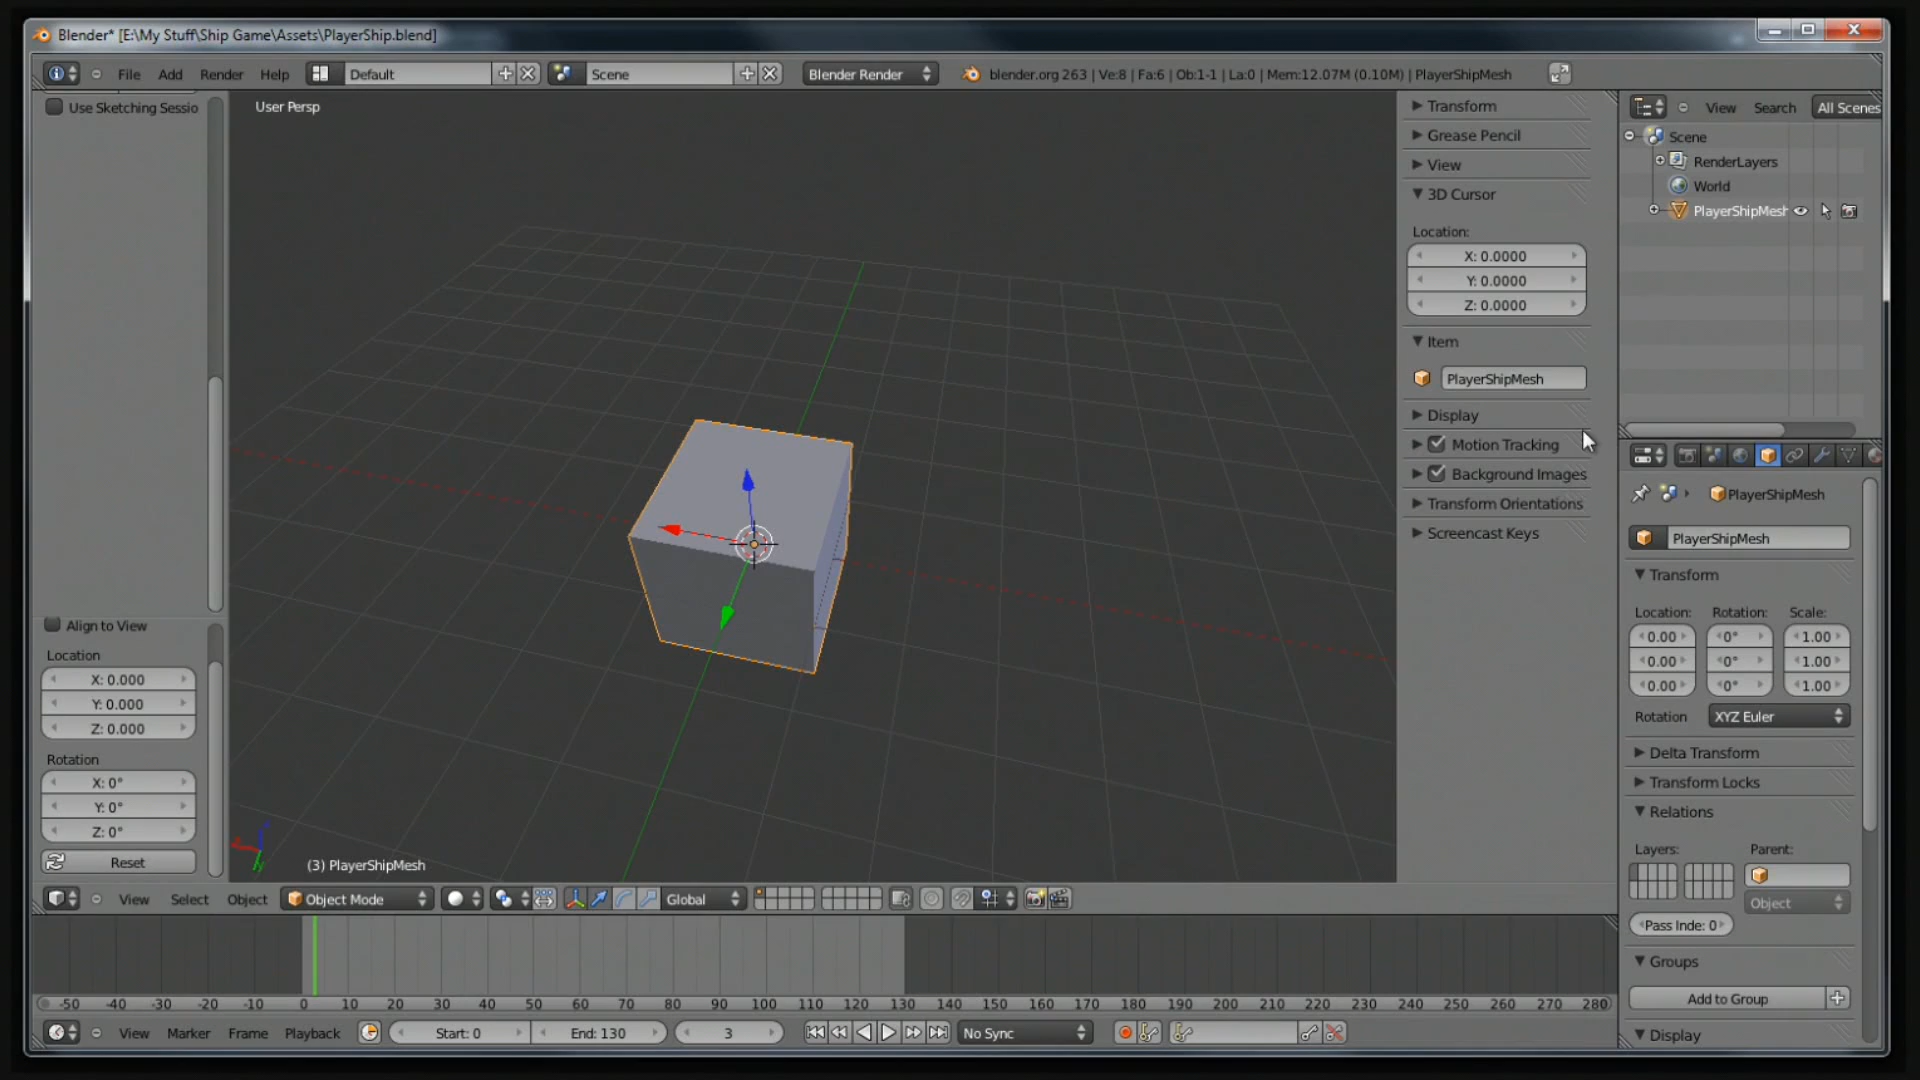 Blender* [E:\My Stuff\Ship Game\Assets\PlayerShip.blend]
File Add Render Help Default Scene Blender Render blender.org 263 | Ve:8 | Fa:6 | Ob:1-1 | La:0 | Mem:12.07M (0.10M) | PlayerShipMesh
Use Sketching Sessio
User Persp
Align to View
Location
X: 0.000
Y: 0.000
Z: 0.000
Rotation
X: 0°
Y: 0°
Z: 0°
Reset
(3) PlayerShipMesh
Transform
Grease Pencil
View
3D Cursor
Location:
X: 0.0000
Y: 0.0000
Z: 0.0000
Item
PlayerShipMesh
Display
Motion Tracking
Background Images
Transform Orientations
Screencast Keys
View Search All Scenes
Scene
RenderLayers
World
PlayerShipMesh
PlayerShipMesh
PlayerShipMesh
Transform
Location: Rotation: Scale:
0.00 0° 1.00
0.00 0° 1.00
0.00 0° 1.00
Rotation XYZ Euler
Delta Transform
Transform Locks
Relations
Layers: Parent:
Object
Pass Inde: 0
Groups
Add to Group
Display
View Select Object Object Mode Global
-50 -40 -30 -20 -10 0 10 20 30 40 50 60 70 80 90 100 110 120 130 140 150 160 170 180 190 200 210 220 230 240 250 260 270 280
View Marker Frame Playback Start: 0 End: 130 3 No Sync